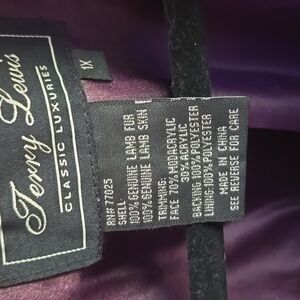 Terry Lewis
CLASSIC LUXURIES
1X
RN# 77025
SHELL:
100% GENUINE LAMB FUR
100% GENUINE LAMB SKIN
TRIMMING:
FACE 70% MODACRYLIC
30% ACRYLIC
BACKING 100% POLYESTER
LINING: 100% POLYESTER
MADE IN CHINA
SEE REVERSE FOR CARE